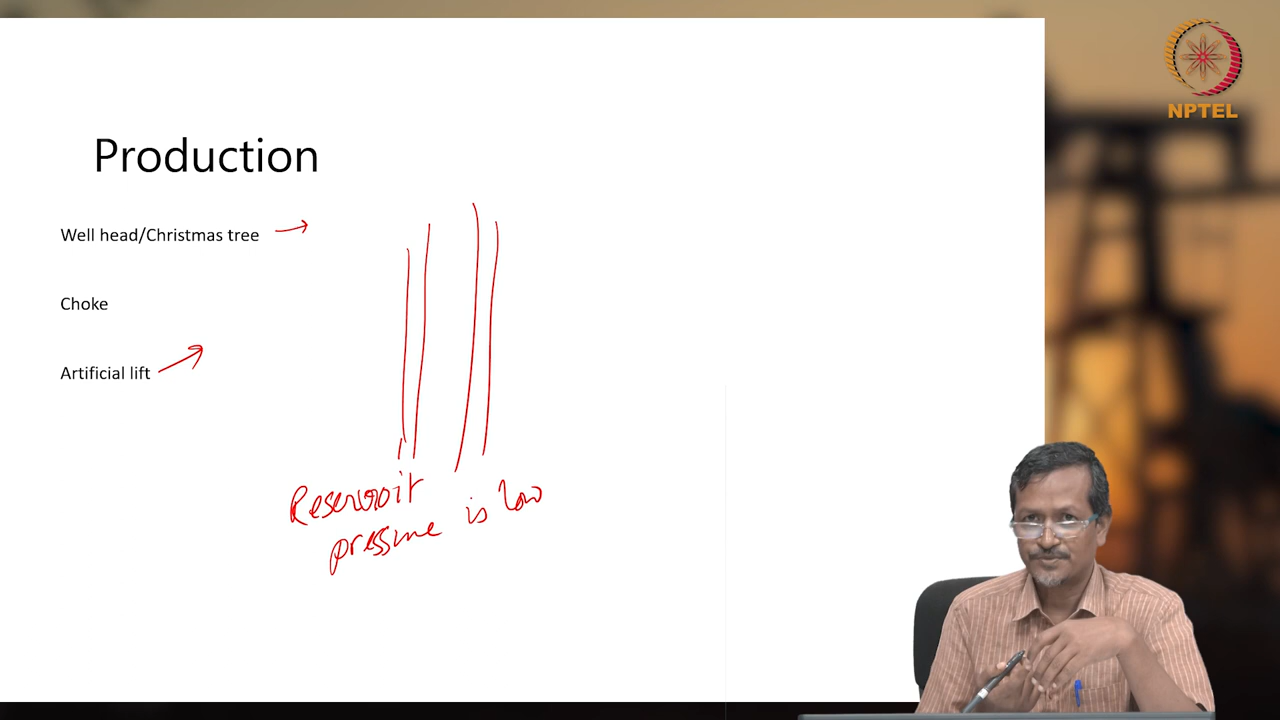 NPTEL
Production
Well head/Christmas tree
Choke
Artificial lift
Reservoir
pressure is low